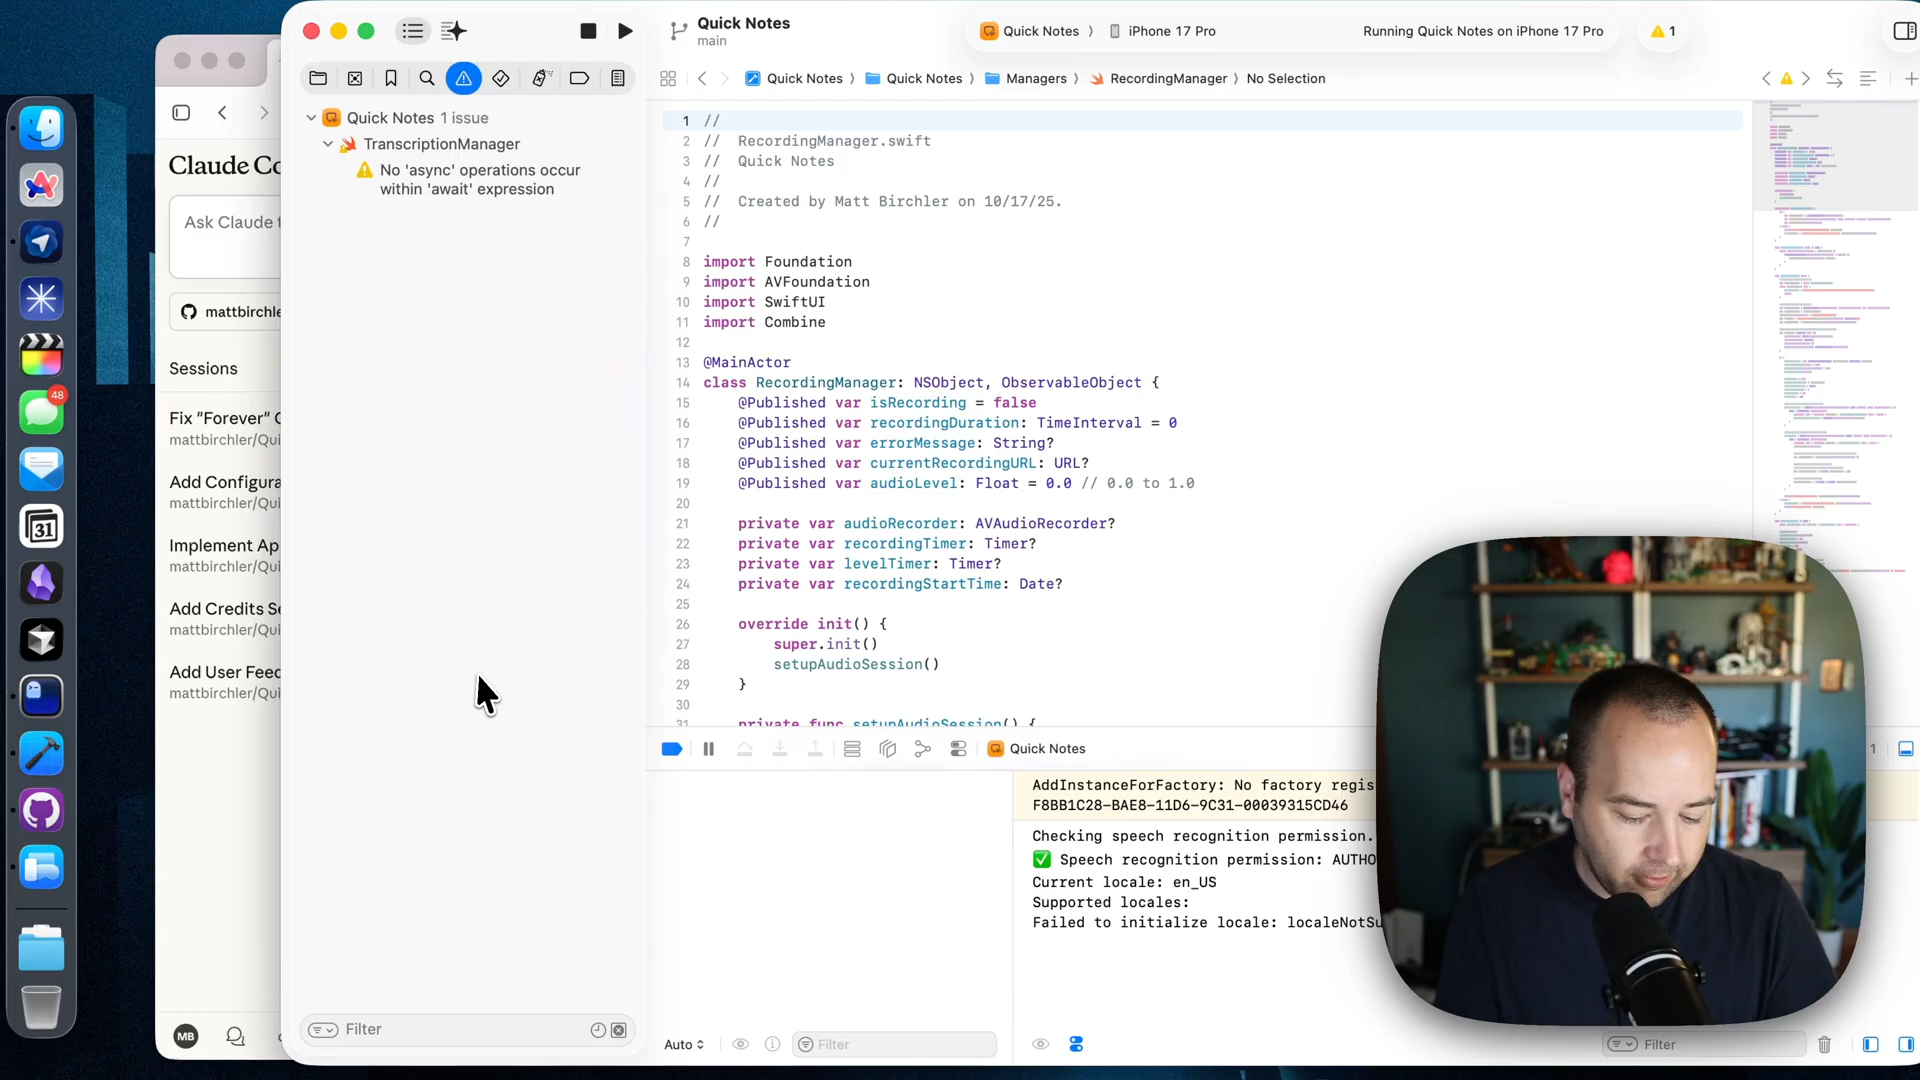 Quick Notes
main
Quick Notes
iPhone 17 Pro
Running Quick Notes on iPhone 17 Pro
1
Quick Notes
Quick Notes
Managers
RecordingManager
No Selection
Claude Co
Ask Claude t
mattbirchle
Sessions
Fix "Forever" C
mattbirchler/Qui
Add Configura
mattbirchler/Qui
Implement Ap
mattbirchler/Qui
Add Credits Se
mattbirchler/Qui
Add User Feed
mattbirchler/Qui
MB
48
31
Quick Notes 1 issue
TranscriptionManager
No 'async' operations occur
within 'await' expression
Filter
1 //
2 // RecordingManager.swift
3 // Quick Notes
4 //
5 // Created by Matt Birchler on 10/17/25.
6 //
7
8 import Foundation
9 import AVFoundation
10 import SwiftUI
11 import Combine
12
13 @MainActor
14 class RecordingManager: NSObject, ObservableObject {
15 @Published var isRecording = false
16 @Published var recordingDuration: TimeInterval = 0
17 @Published var errorMessage: String?
18 @Published var currentRecordingURL: URL?
19 @Published var audioLevel: Float = 0.0 // 0.0 to 1.0
20
21 private var audioRecorder: AVAudioRecorder?
22 private var recordingTimer: Timer?
23 private var levelTimer: Timer?
24 private var recordingStartTime: Date?
25
26 override init() {
27 super.init()
28 setupAudioSession()
29 }
30
31 private func setupAudioSession() {
Quick Notes
1
AddInstanceForFactory: No factory regis
F8BB1C28-BAE8-11D6-9C31-00039315CD46
Checking speech recognition permission.
✅ Speech recognition permission: AUTHO
Current locale: en_US
Supported locales:
Failed to initialize locale: localeNotSu
Auto
Filter
Filter